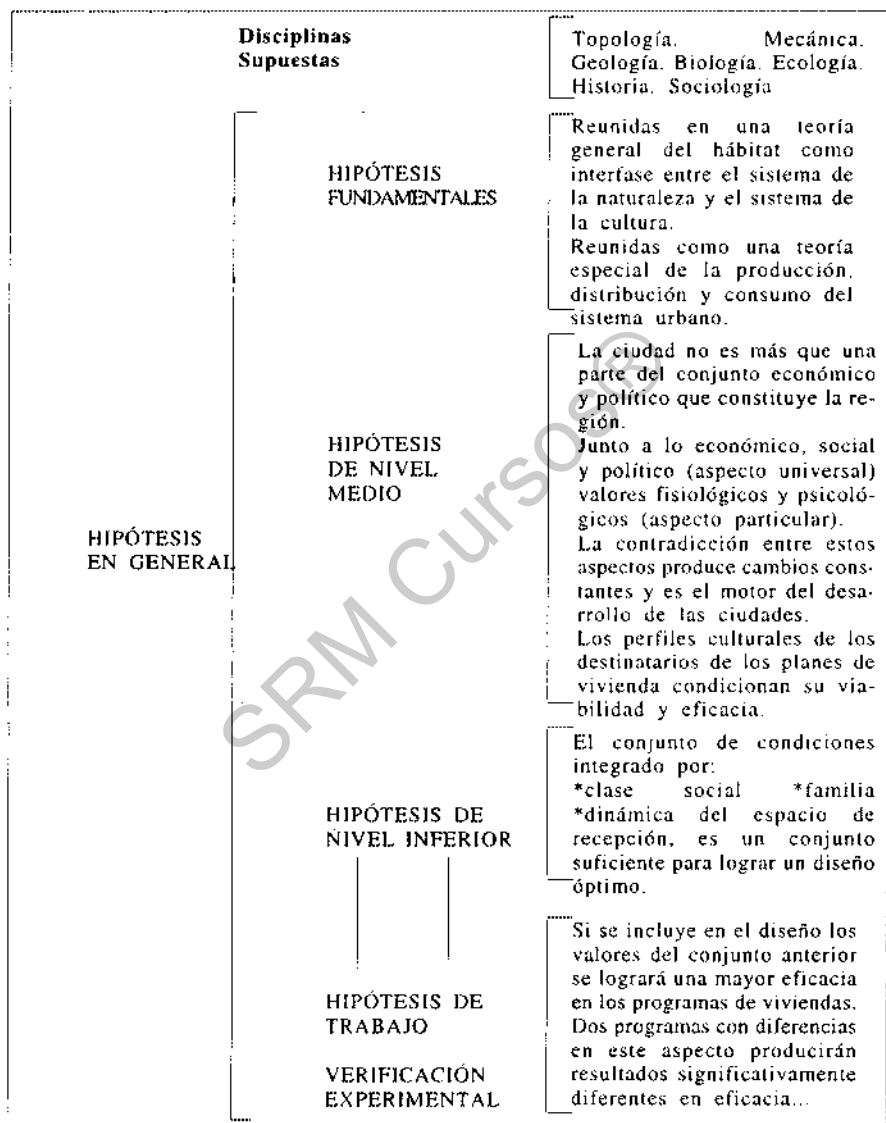 Disciplinas
Supuestas
Topología. Mecánica.
Geología. Biología. Ecología.
Historia. Sociología
HIPÓTESIS
FUNDAMENTALES
Reunidas en una teoría
general del hábitat como
interfase entre el sistema de
la naturaleza y el sistema de
la cultura.
Reunidas como una teoría
especial de la producción,
distribución y consumo del
sistema urbano.
HIPÓTESIS
EN GENERAL
HIPÓTESIS
DE NIVEL
MEDIO
La ciudad no es más que una
parte del conjunto económico
y político que constituye la re-
gión.
Junto a lo económico, social
y político (aspecto universal)
valores fisiológicos y psicoló-
gicos (aspecto particular).
La contradicción entre estos
aspectos produce cambios cons-
tantes y es el motor del desa-
rrollo de las ciudades.
Los perfiles culturales de los
destinatarios de los planes de
vivienda condicionan su via-
bilidad y eficacia.
HIPÓTESIS DE
NIVEL INFERIOR
El conjunto de condiciones
integrado por:
*clase social *familia
*dinámica del espacio de
recepción, es un conjunto
suficiente para lograr un diseño
óptimo.
HIPÓTESIS DE
TRABAJO
VERIFICACIÓN
EXPERIMENTAL
Si se incluye en el diseño los
valores del conjunto anterior
se logrará una mayor eficacia
en los programas de viviendas.
Dos programas con diferencias
en este aspecto producirán
resultados significativamente
diferentes en eficacia...
SRM Cursos®